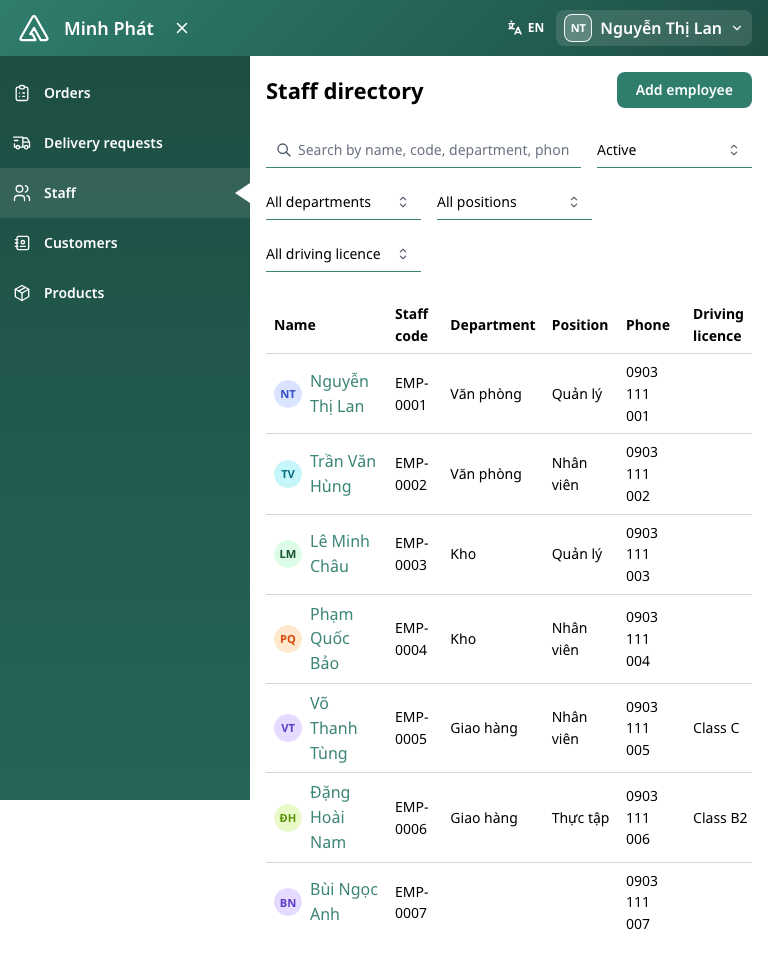 Minh Phát
EN
NT
Nguyễn Thị Lan
Orders
Delivery requests
Staff
Customers
Products
Staff directory
Add employee
Search by name, code, department, phon
Active
All departments
All positions
All driving licence
Name
Staff
code
Department
Position
Phone
Driving
licence
NT
Nguyễn
Thị Lan
EMP-
0001
Văn phòng
Quản lý
0903
111
001
TV
Trần Văn
Hùng
EMP-
0002
Văn phòng
Nhân
viên
0903
111
002
LM
Lê Minh
Châu
EMP-
0003
Kho
Quản lý
0903
111
003
PQ
Phạm
Quốc
Bảo
EMP-
0004
Kho
Nhân
viên
0903
111
004
VT
Võ
Thanh
Tùng
EMP-
0005
Giao hàng
Nhân
viên
0903
111
005
Class C
ĐH
Đặng
Hoài
Nam
EMP-
0006
Giao hàng
Thực tập
0903
111
006
Class B2
BN
Bùi Ngọc
Anh
EMP-
0007
0903
111
007